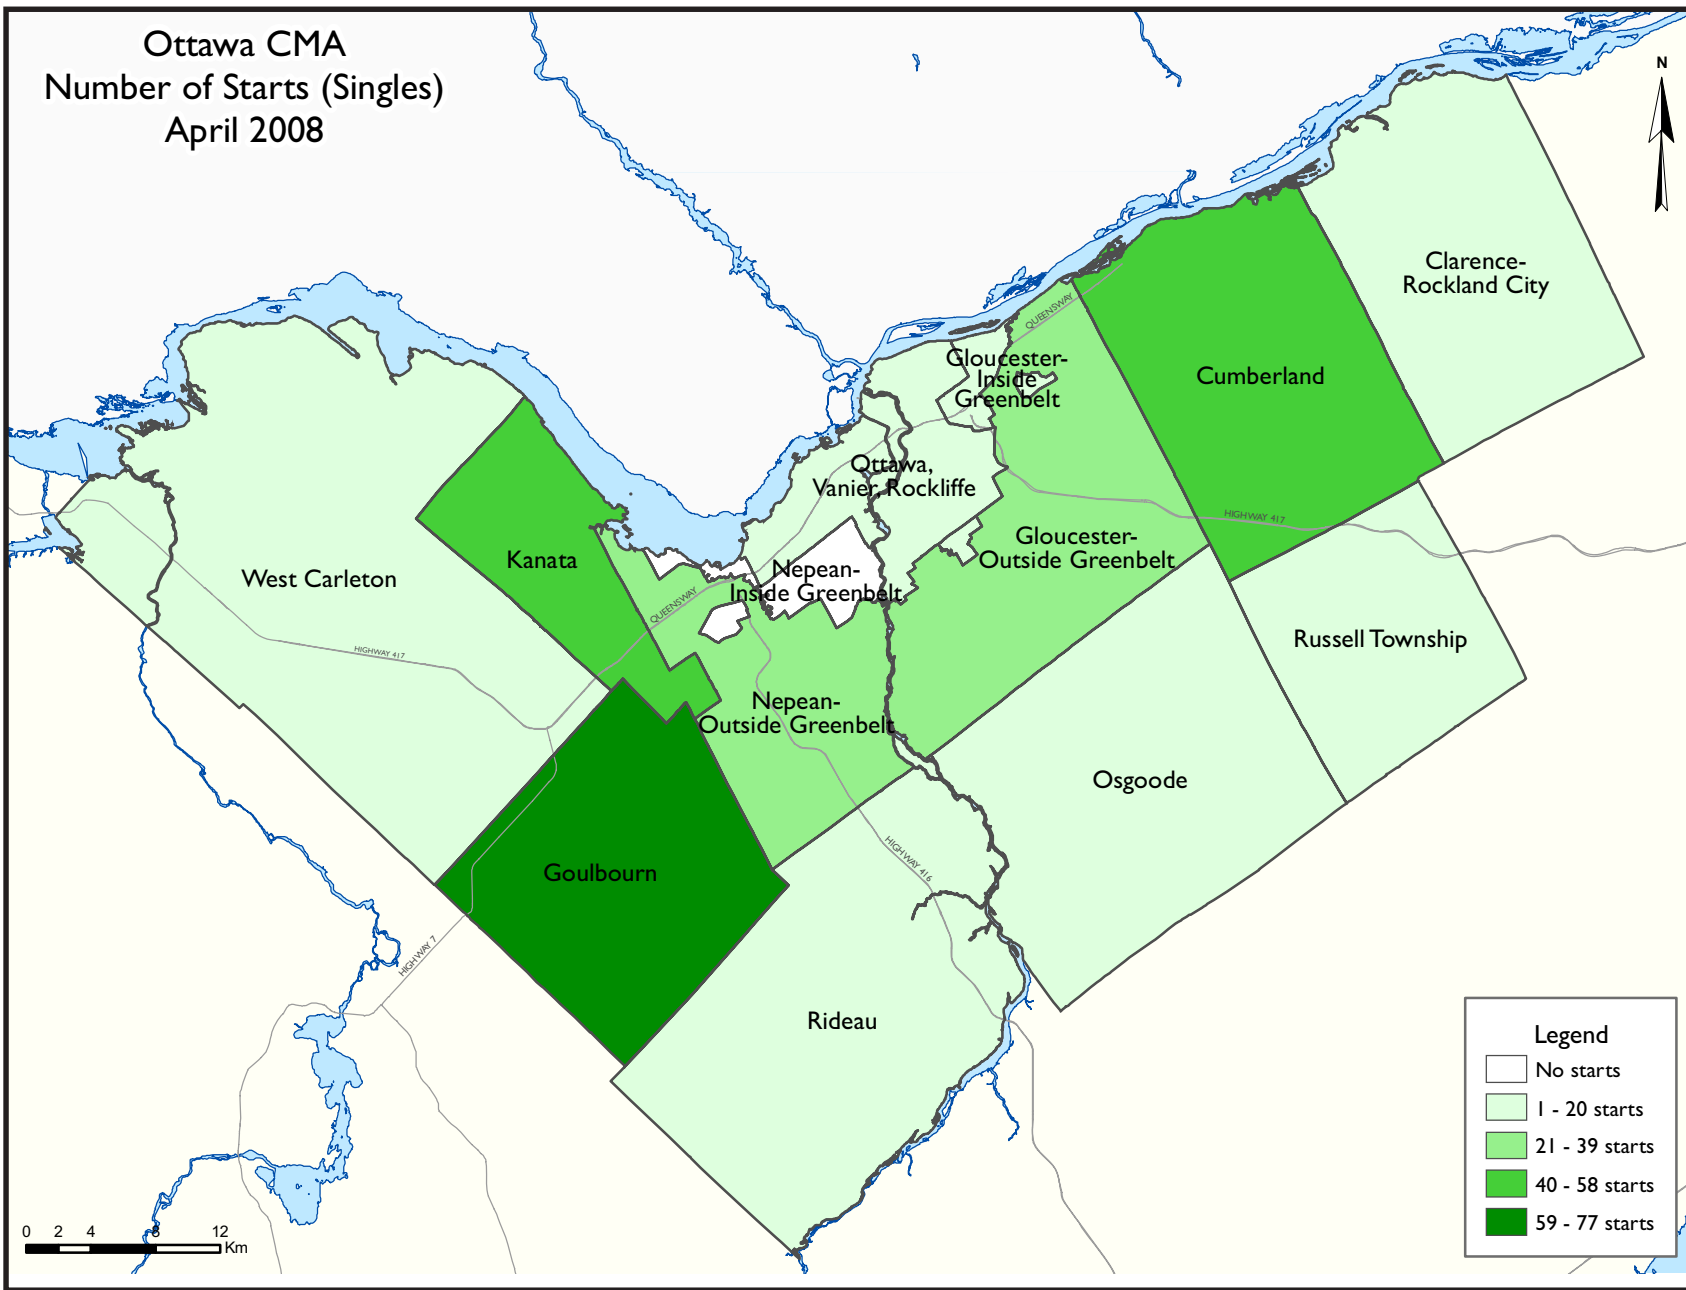 Ottawa CMA
Number of Starts (Singles)
April 2008
N
Clarence-
Rockland City
QUEENSWAY
Gloucester-
Inside
Greenbelt
Cumberland
Ottawa,
Vanier, Rockliffe
HIGHWAY 417
Gloucester-
Outside Greenbelt
Kanata
West Carleton
Nepean-
Inside Greenbelt
QUEENSWAY
Russell Township
HIGHWAY 417
Nepean-
Outside Greenbelt
Osgoode
Goulbourn
HIGHWAY 416
HIGHWAY 7
Rideau
Legend
No starts
1 - 20 starts
21 - 39 starts
40 - 58 starts
59 - 77 starts
0 2 4 8 12
Km